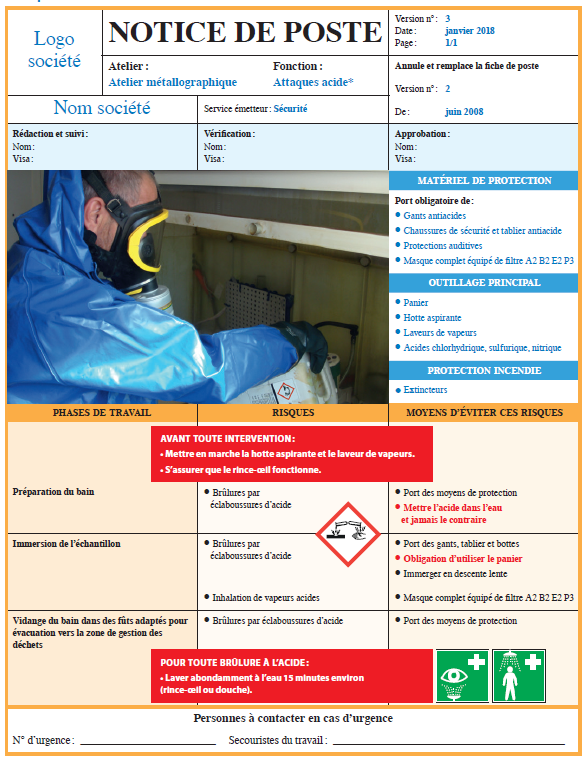 Logo
société
NOTICE DE POSTE
Version n° : 3
Date : janvier 2018
Page : 1/1
Atelier :
Atelier métallographique
Fonction :
Attaques acide*
Annule et remplace la fiche de poste
Version n° : 2
De : juin 2008
Nom société
Service émetteur : Sécurité
Rédaction et suivi :
Nom :
Visa :
Vérification :
Nom :
Visa :
Approbation :
Nom :
Visa :
MATÉRIEL DE PROTECTION
Port obligatoire de :
• Gants antiacides
• Chaussures de sécurité et tablier antiacide
• Protections auditives
• Masque complet équipé de filtre A2 B2 E2 P3
OUTILLAGE PRINCIPAL
• Panier
• Hotte aspirante
• Laveurs de vapeurs
• Acides chlorhydrique, sulfurique, nitrique
PROTECTION INCENDIE
• Extincteurs
PHASES DE TRAVAIL
RISQUES
MOYENS D'ÉVITER CES RISQUES
AVANT TOUTE INTERVENTION :
• Mettre en marche la hotte aspirante et le laveur de vapeurs.
• S'assurer que le rince-œil fonctionne.
Préparation du bain
• Brûlures par
éclaboussures d'acide
• Port des moyens de protection
• Mettre l'acide dans l'eau
et jamais le contraire
Immersion de l'échantillon
• Brûlures par
éclaboussures d'acide
• Port des gants, tablier et bottes
• Obligation d'utiliser le panier
• Immerger en descente lente
• Inhalation de vapeurs acides
• Masque complet équipé de filtre A2 B2 E2 P3
Vidange du bain dans des fûts adaptés pour
évacuation vers la zone de gestion des
déchets
• Brûlures par éclaboussures d'acide
• Port des moyens de protection
POUR TOUTE BRÛLURE À L'ACIDE :
• Laver abondamment à l'eau 15 minutes environ
(rince-œil ou douche).
Personnes à contacter en cas d'urgence
N° d'urgence :
Secouristes du travail :